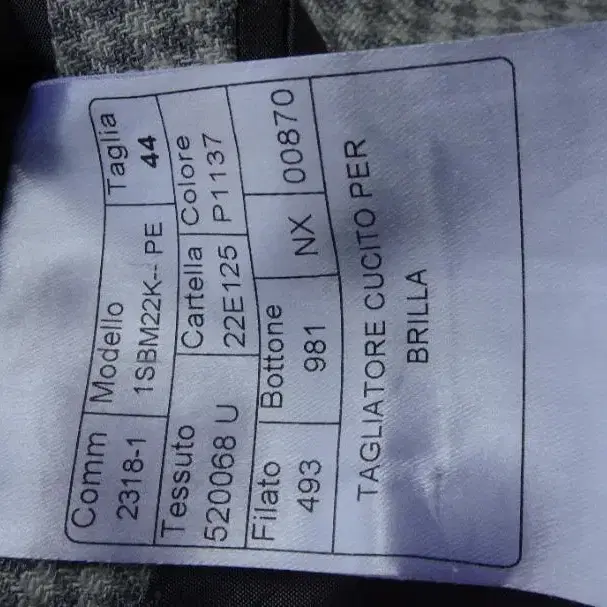 Comm Modello Taglia
2318-1 1SBM22K-- PE 44
Tessuto Cartella Colore
520068 U 22E125 P1137
Filato Bottone
493 981 NX 00870
TAGLIATORE CUCITO PER
BRILLA